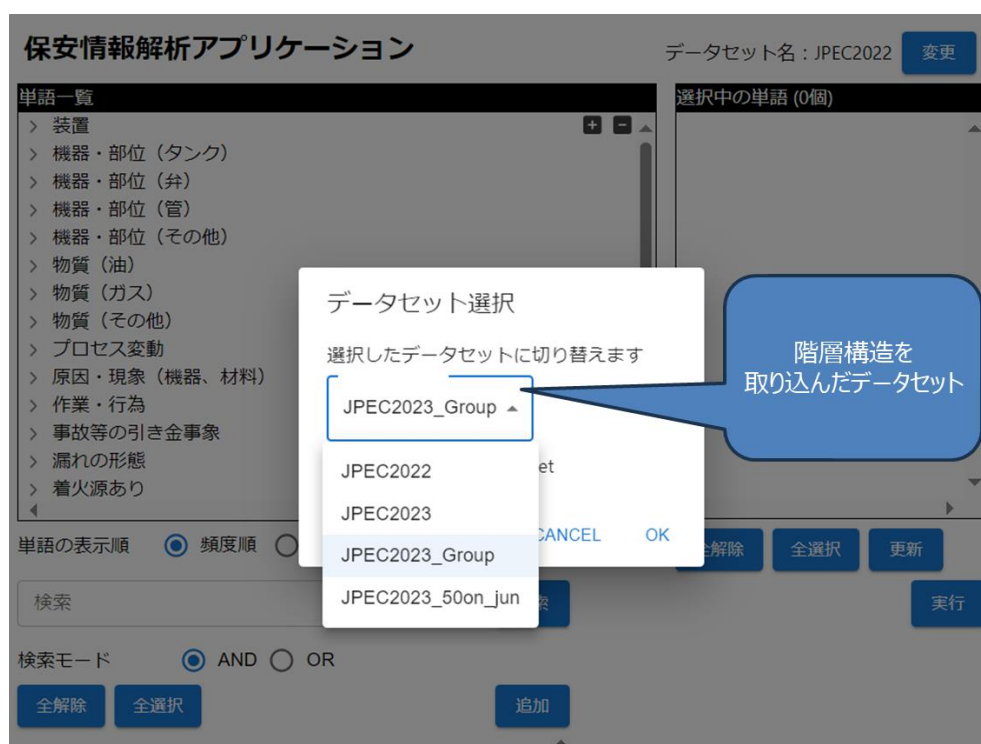 保安情報解析アプリケーション
データセット名：JPEC2022
変更
単語一覧
選択中の単語 (0個)
装置
機器・部位（タンク）
機器・部位（弁）
機器・部位（管）
機器・部位（その他）
物質（油）
物質（ガス）
物質（その他）
プロセス変動
原因・現象（機器、材料）
作業・行為
事故等の引き金事象
漏れの形態
着火源あり
データセット選択
選択したデータセットに切り替えます
JPEC2023_Group
JPEC2022
JPEC2023
JPEC2023_Group
JPEC2023_50on_jun
et
CANCEL
OK
階層構造を
取り込んだデータセット
単語の表示順
頻度順
全解除
全選択
更新
検索
実行
検索モード
AND
OR
全解除
全選択
追加